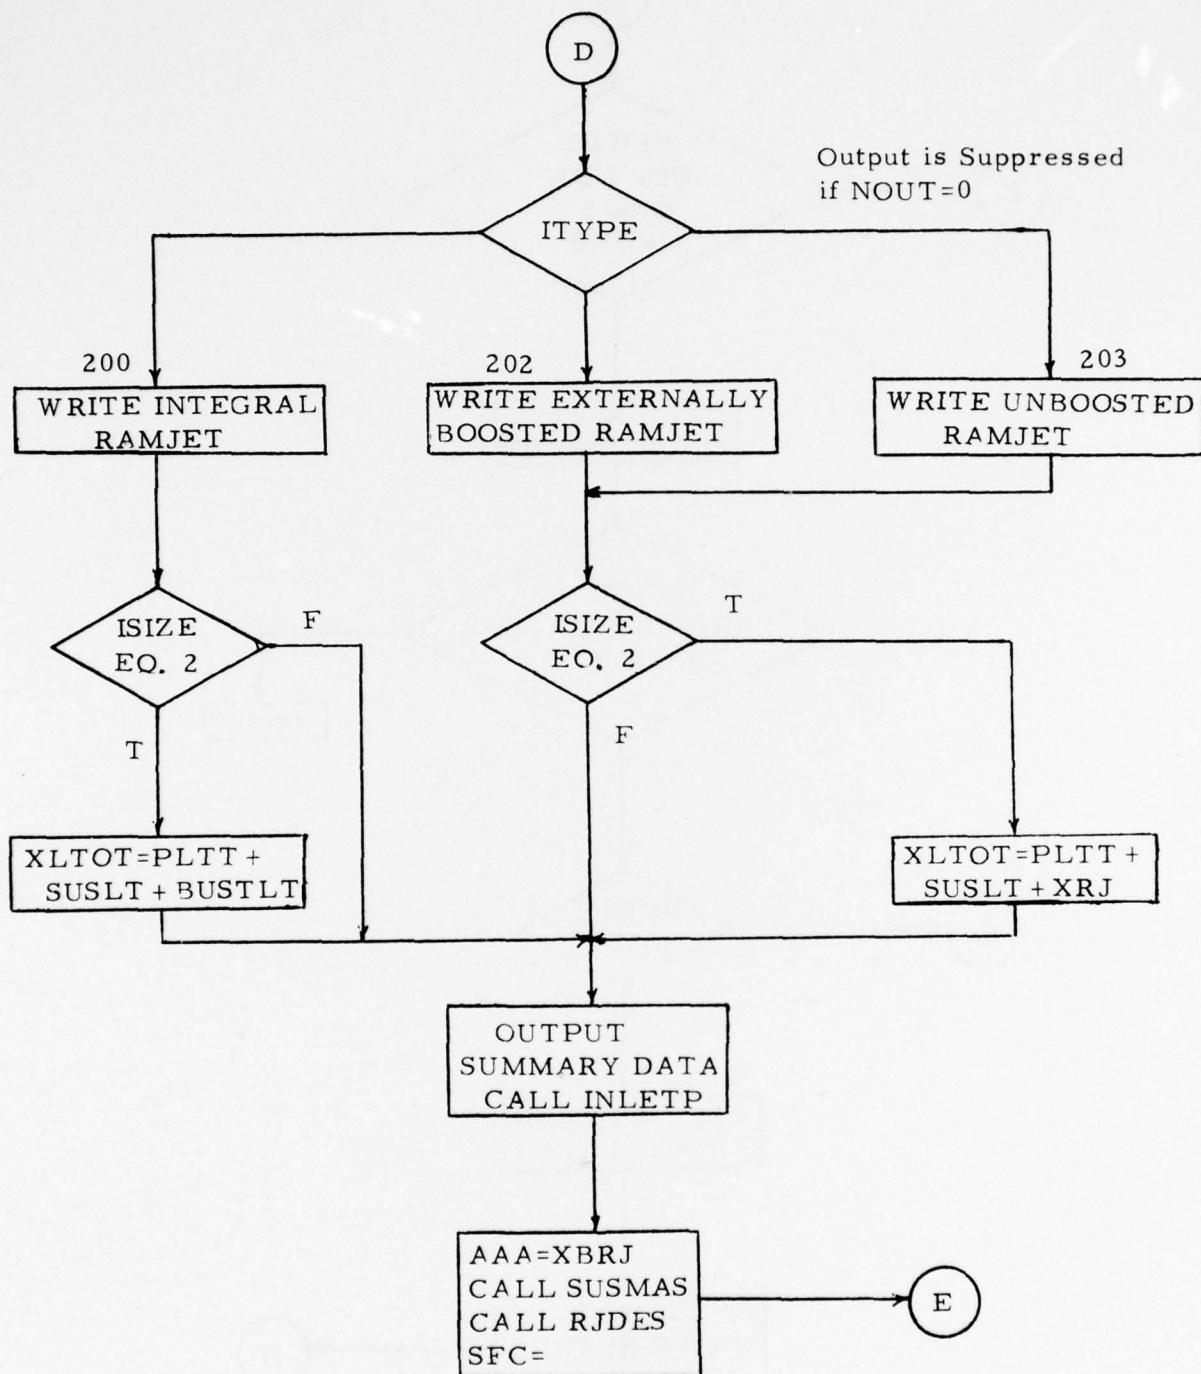 D
Output is Suppressed
if NOUT=0
ITYPE
200
202
203
WRITE INTEGRAL
RAMJET
WRITE EXTERNALLY
BOOSTED RAMJET
WRITE UNBOOSTED
RAMJET
ISIZE
EQ. 2
F
T
ISIZE
EQ. 2
T
F
XLTOT=PLTT +
SUSLT + BUSTLT
XLTOT=PLTT +
SUSLT + XRJ
OUTPUT
SUMMARY DATA
CALL INLETP
AAA=XBRJ
CALL SUSMAS
CALL RJDES
SFC=
E